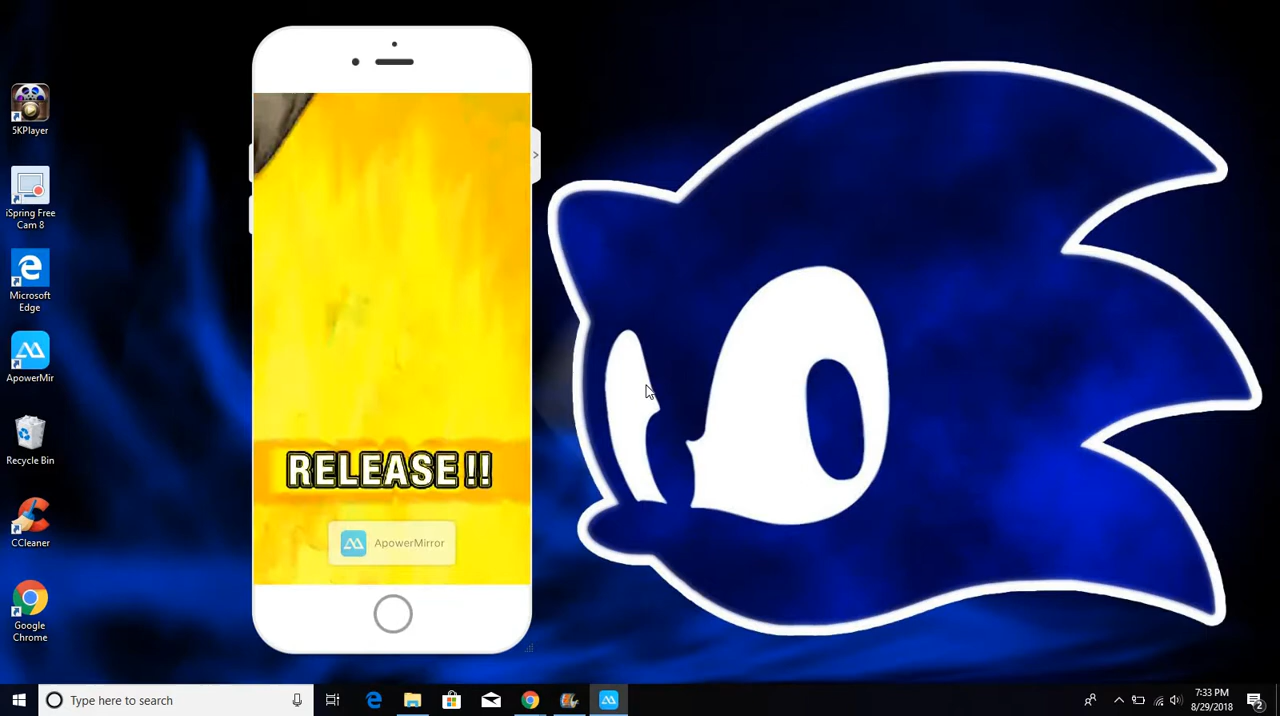 5KPlayer
iSpring Free
Cam 8
Microsoft
Edge
ApowerMir
Recycle Bin
CCleaner
Google
Chrome
RELEASE !!
ApowerMirror
Type here to search
7:33 PM
8/29/2018
2